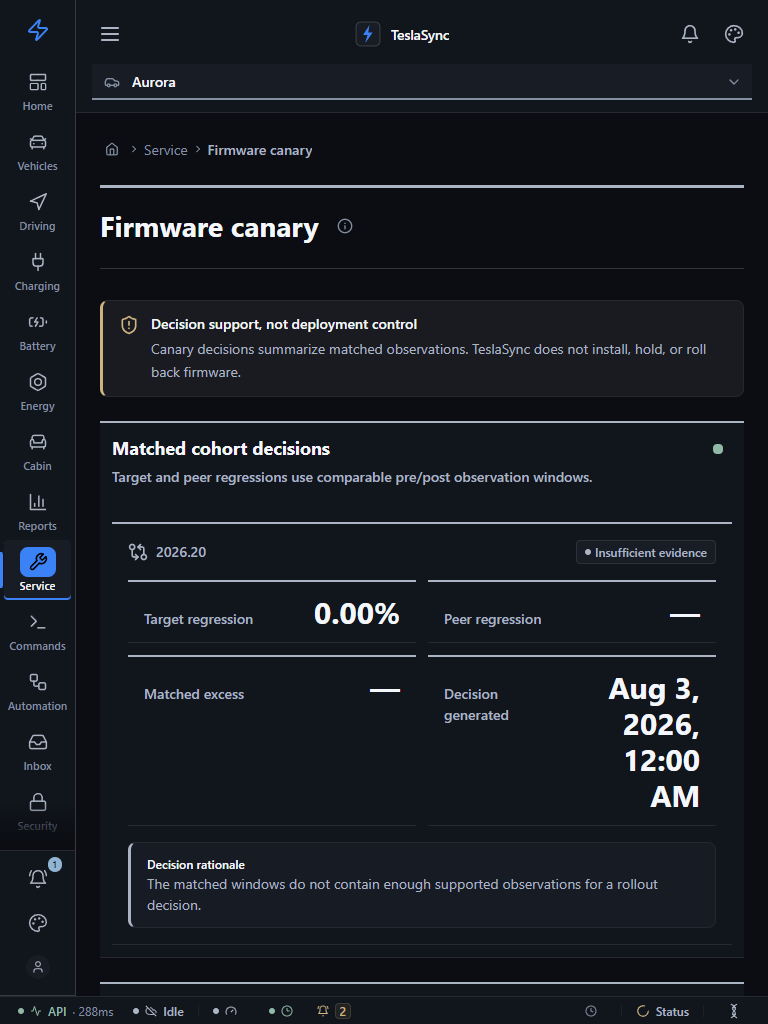 TeslaSync
Aurora
Home
Vehicles
Driving
Charging
Battery
Energy
Cabin
Reports
Service
Commands
Automation
Inbox
Security
1
Service
Firmware canary
Firmware canary
Decision support, not deployment control
Canary decisions summarize matched observations. TeslaSync does not install, hold, or roll
back firmware.
Matched cohort decisions
Target and peer regressions use comparable pre/post observation windows.
2026.20
Insufficient evidence
Target regression
0.00%
Peer regression
—
Matched excess
—
Decision
generated
Aug 3,
2026,
12:00
AM
Decision rationale
The matched windows do not contain enough supported observations for a rollout
decision.
API · 288ms
Idle
2
Status